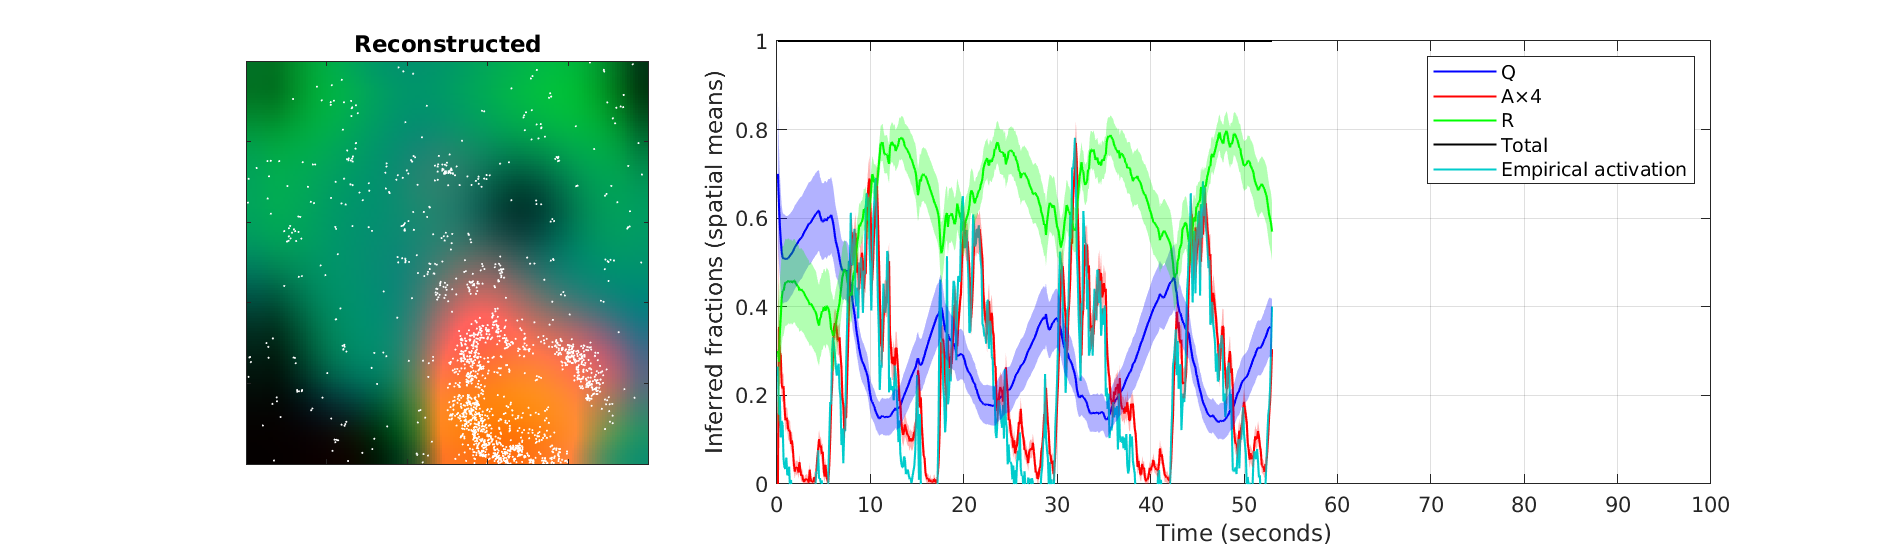 Reconstructed
Inferred fractions (spatial means)
1
0.8
0.6
0.4
0.2
0
0 10 20 30 40 50 60 70 80 90 100
Time (seconds)
Q
A×4
R
Total
Empirical activation